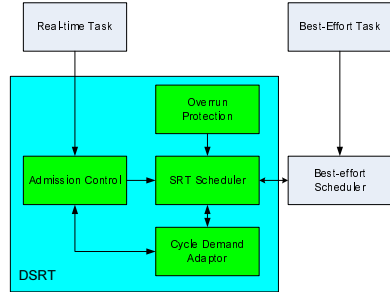 Real-time Task
Best-Effort Task
Overrun
Protection
Admission Control
SRT Scheduler
Best-effort
Scheduler
Cycle Demand
Adaptor
DSRT